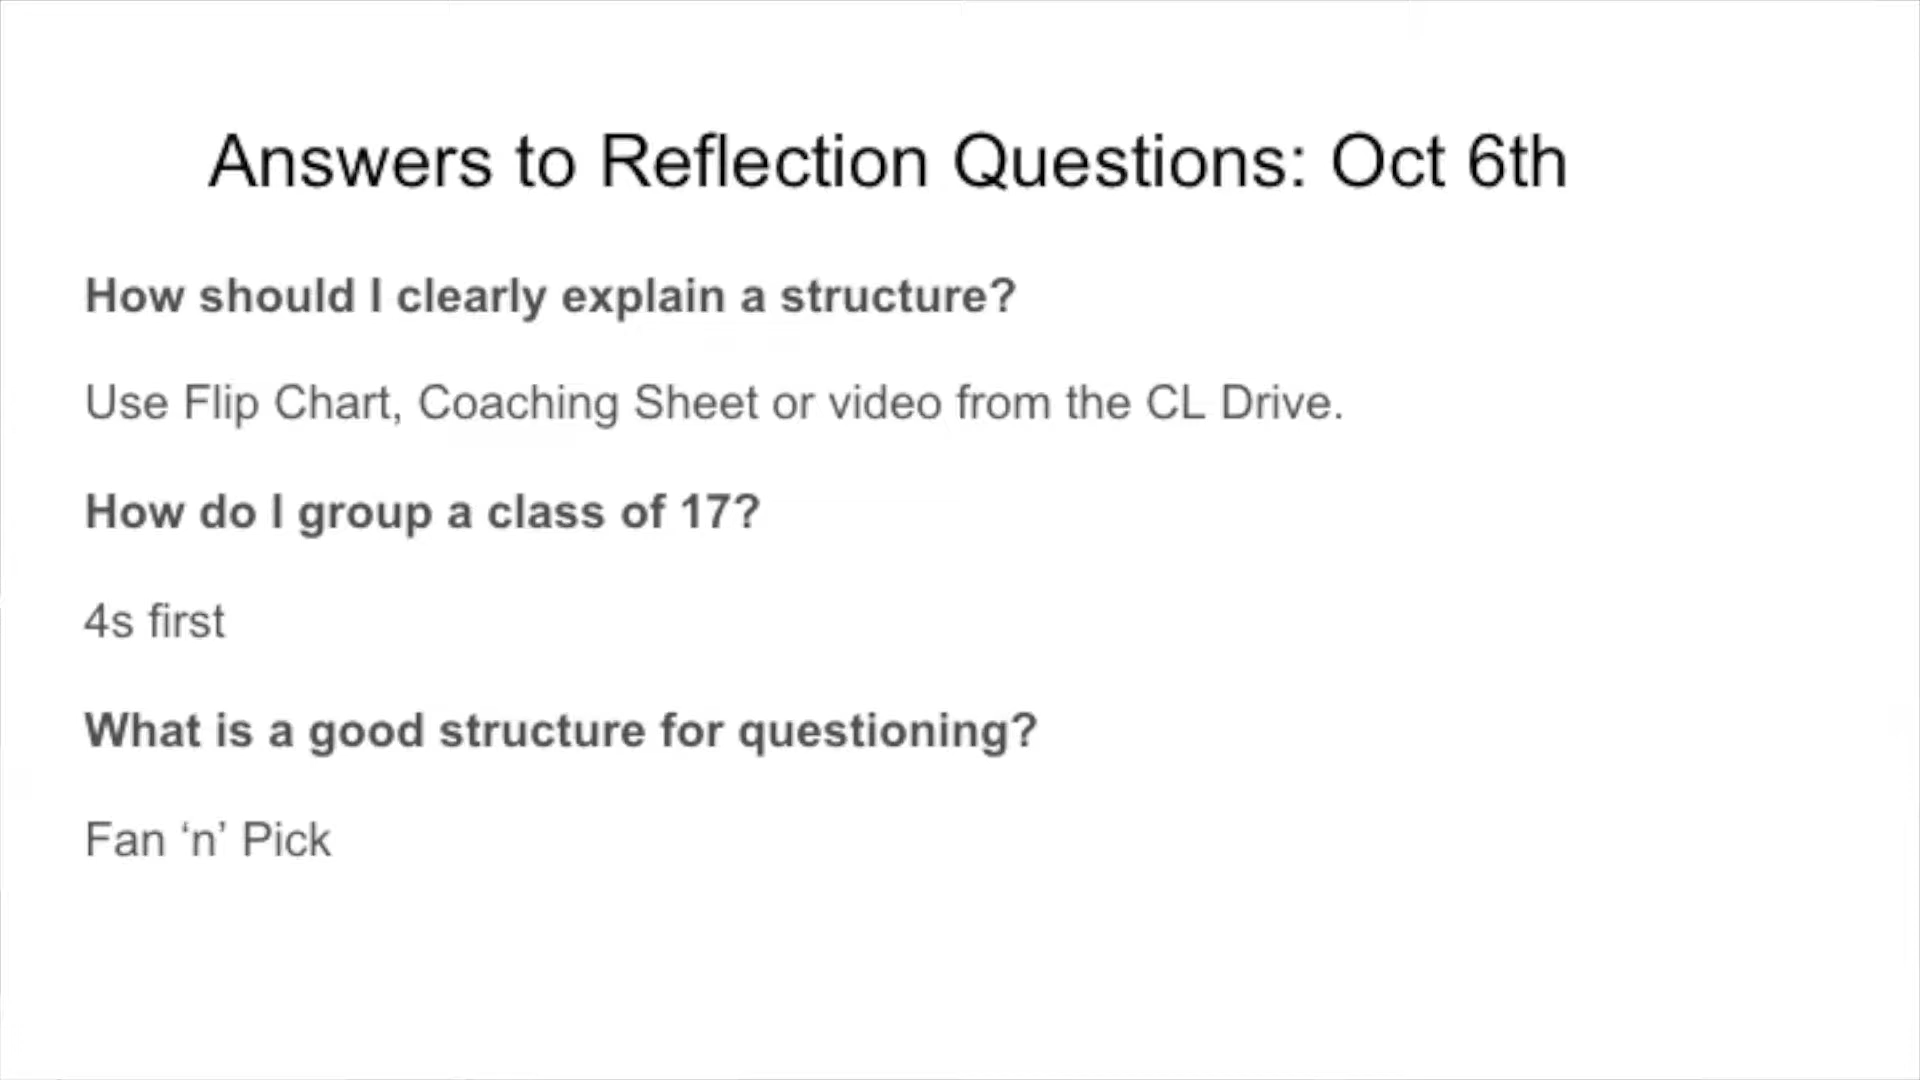 Answers to Reflection Questions: Oct 6th
How should I clearly explain a structure?
Use Flip Chart, Coaching Sheet or video from the CL Drive.
How do I group a class of 17?
4s first
What is a good structure for questioning?
Fan ‘n’ Pick